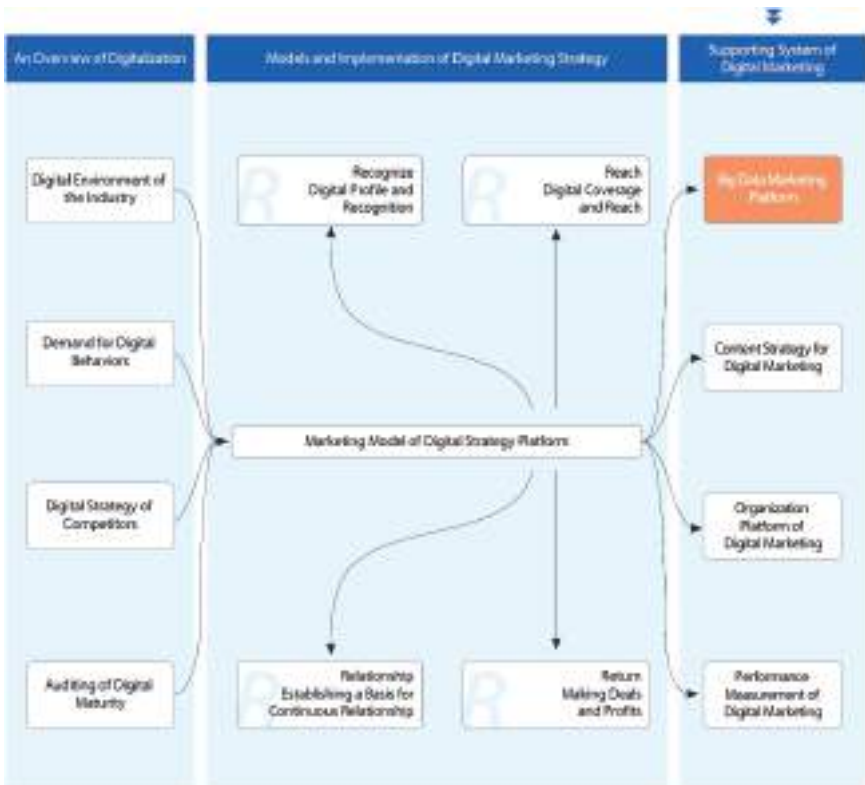 An Overview of Digitalization
Models and Implementation of Digital Marketing Strategy
Supporting System of
Digital Marketing
Digital Environment of
the Industry
R
Recognize
Digital Profile and
Recognition
R
Reach
Digital Coverage
and Reach
Big Data Marketing
Platform
Demand for Digital
Behaviors
Content Strategy for
Digital Marketing
Marketing Model of Digital Strategy Platform
Digital Strategy of
Competitors
Organization
Platform of
Digital Marketing
Auditing of Digital
Maturity
R
Relationship
Establishing a Basis for
Continuous Relationship
R
Return
Making Deals
and Profits
Performance
Measurement of
Digital Marketing